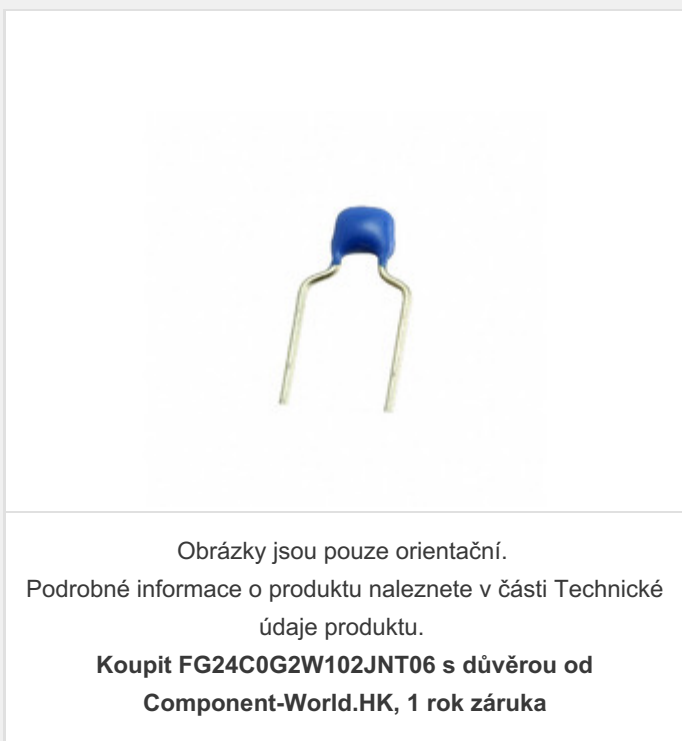 Obrázky jsou pouze orientační.
Podrobné informace o produktu naleznete v části Technické
údaje produktu.
Koupit FG24C0G2W102JNT06 s důvěrou od
Component-World.HK, 1 rok záruka